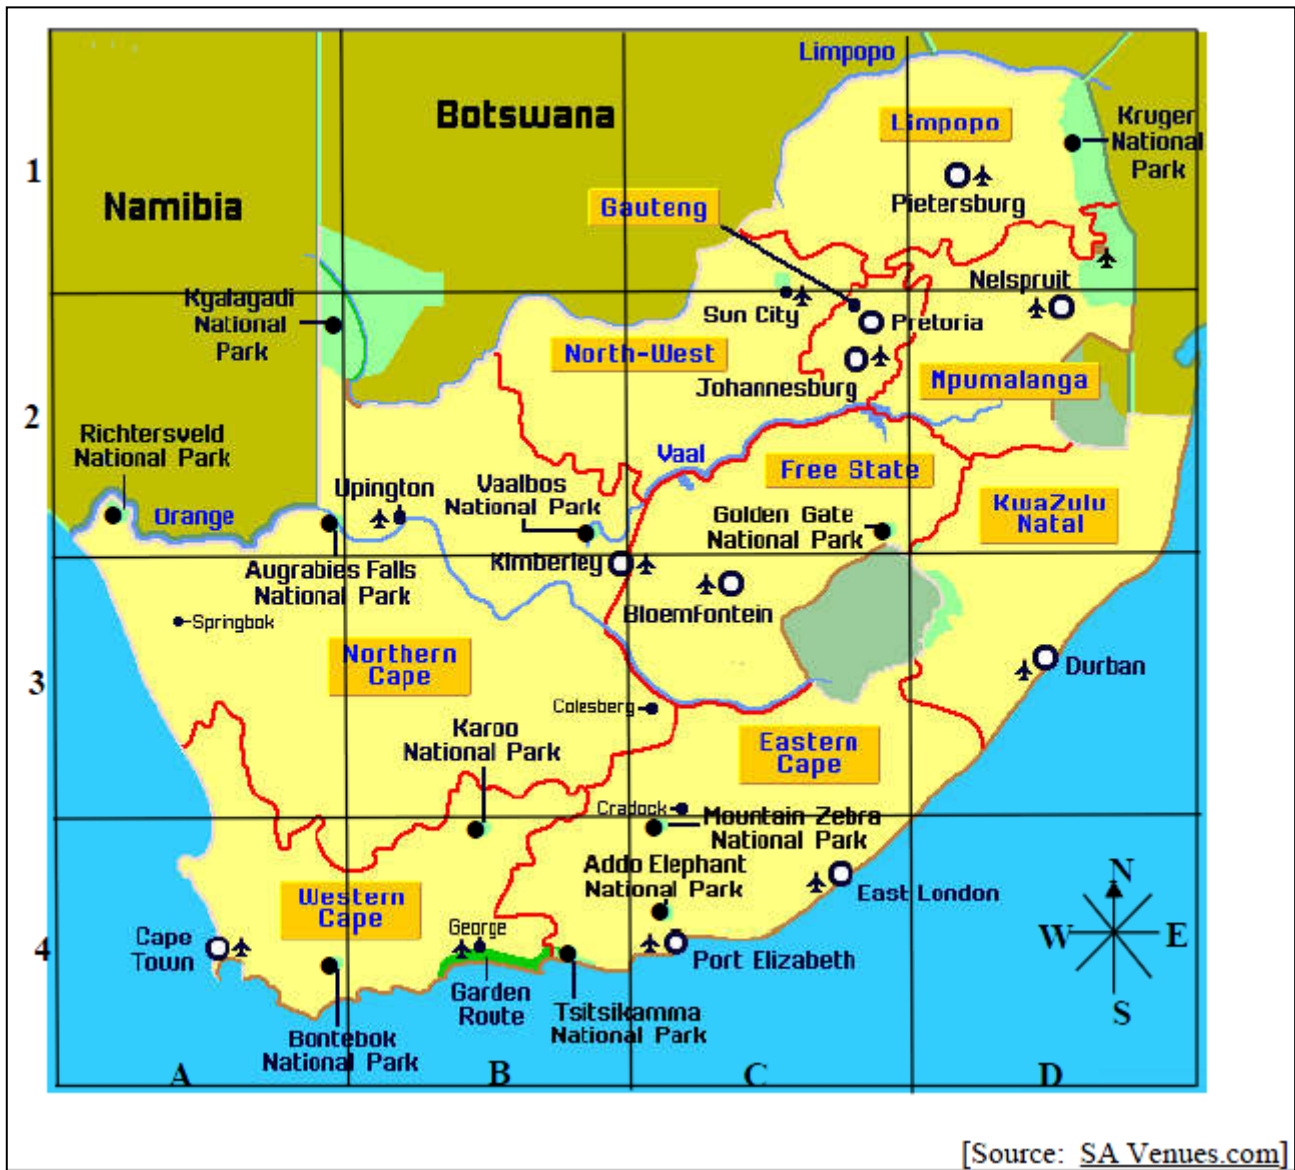 Limpopo
Botswana
Limpopo
Kruger
National
Park
1
Namibia
Gauteng
Pietersburg
Nelspruit
Kgalagadi
National
Park
Sun City
Pretoria
North-West
Johannesburg
Mpumalanga
2
Richtersveld
National Park
Vaal
Free State
Upington
Vaalbos
National Park
KwaZulu
Natal
Orange
Golden Gate
National Park
Kimberley
Augrabies Falls
National Park
Bloemfontein
Springbok
Northern
Cape
Durban
3
Colesberg
Karoo
National Park
Eastern
Cape
Cradock
Mountain Zebra
National Park
Addo Elephant
National Park
N
Western
Cape
East London
George
Cape
Town
4
W
E
Port Elizabeth
Garden
Route
Tsitsikamma
National Park
S
Bontebok
National Park
A
B
C
D
[Source: SA Venues.com]